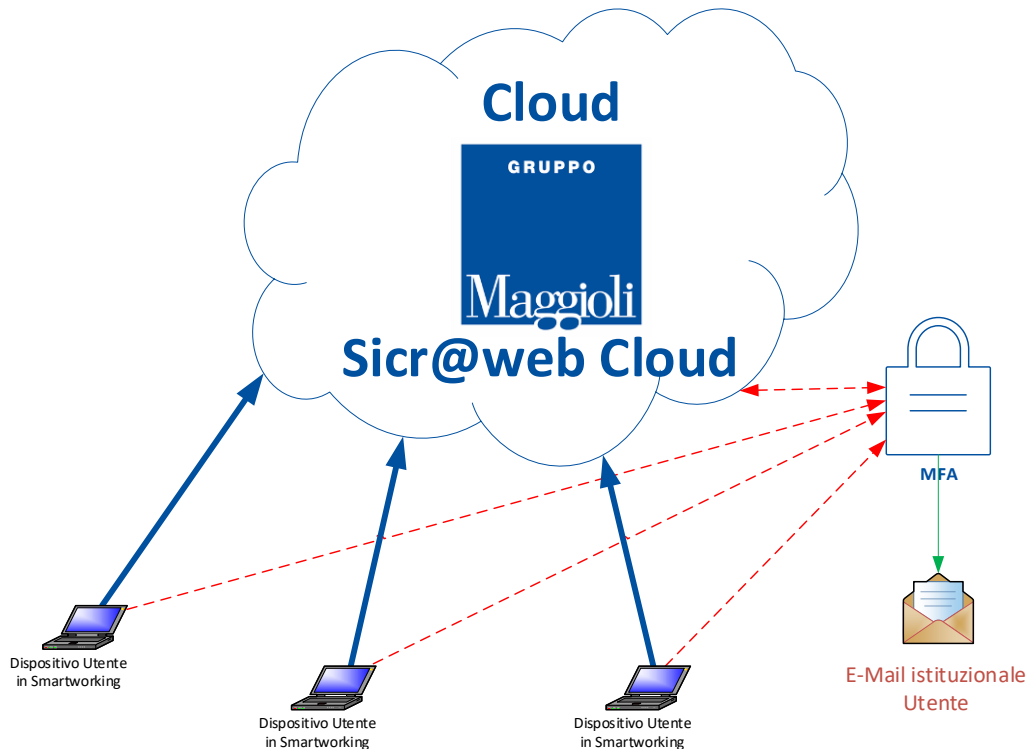 Cloud
GRUPPO
Maggioli
Sicr@web Cloud
MFA
Dispositivo Utente
in Smartworking
Dispositivo Utente
in Smartworking
Dispositivo Utente
in Smartworking
E-Mail istituzionale
Utente